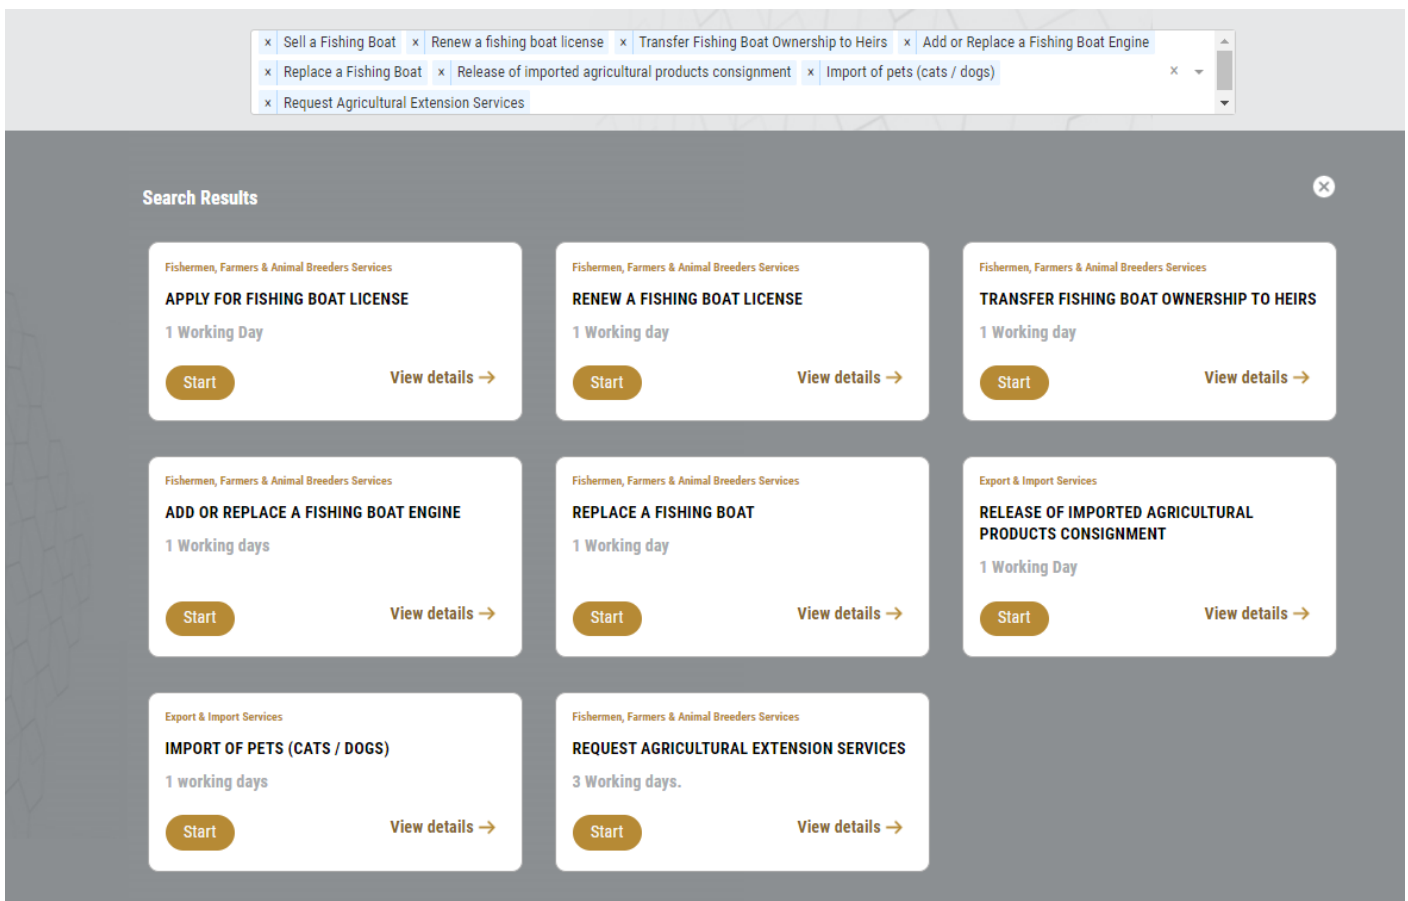 × Sell a Fishing Boat × Renew a fishing boat license × Transfer Fishing Boat Ownership to Heirs × Add or Replace a Fishing Boat Engine
× Replace a Fishing Boat × Release of imported agricultural products consignment × Import of pets (cats / dogs) ×
× Request Agricultural Extension Services
Search Results
Fishermen, Farmers & Animal Breeders Services
APPLY FOR FISHING BOAT LICENSE
1 Working Day
Start View details →
Fishermen, Farmers & Animal Breeders Services
RENEW A FISHING BOAT LICENSE
1 Working day
Start View details →
Fishermen, Farmers & Animal Breeders Services
TRANSFER FISHING BOAT OWNERSHIP TO HEIRS
1 Working day
Start View details →
Fishermen, Farmers & Animal Breeders Services
ADD OR REPLACE A FISHING BOAT ENGINE
1 Working days
Start View details →
Fishermen, Farmers & Animal Breeders Services
REPLACE A FISHING BOAT
1 Working day
Start View details →
Export & Import Services
RELEASE OF IMPORTED AGRICULTURAL
PRODUCTS CONSIGNMENT
1 Working Day
Start View details →
Export & Import Services
IMPORT OF PETS (CATS / DOGS)
1 working days
Start View details →
Fishermen, Farmers & Animal Breeders Services
REQUEST AGRICULTURAL EXTENSION SERVICES
3 Working days.
Start View details →